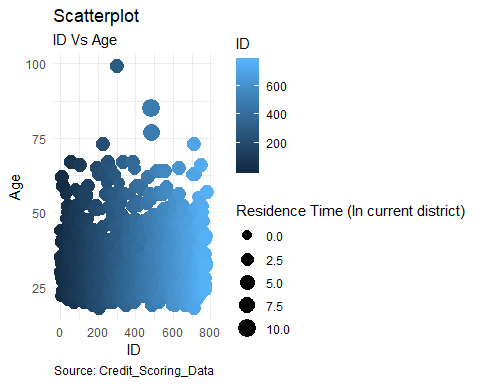 Scatterplot
ID Vs Age
Age
100
75
50
25
0
200
400
600
800
ID
Source: Credit_Scoring_Data
ID
600
400
200
Residence Time (In current district)
0.0
2.5
5.0
7.5
10.0